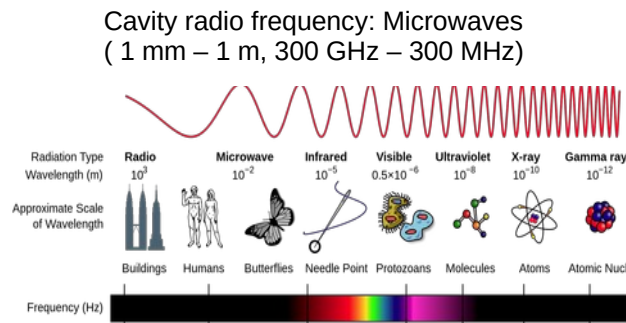 Cavity radio frequency: Microwaves
( 1 mm – 1 m, 300 GHz – 300 MHz)
Radiation Type Radio Microwave Infrared Visible Ultraviolet X-ray Gamma ray
Wavelength (m) 10³ 10⁻² 10⁻⁵ 0.5×10⁻⁶ 10⁻⁸ 10⁻¹⁰ 10⁻¹²
Approximate Scale
of Wavelength
Buildings Humans Butterflies Needle Point Protozoans Molecules Atoms Atomic Nucl
Frequency (Hz)